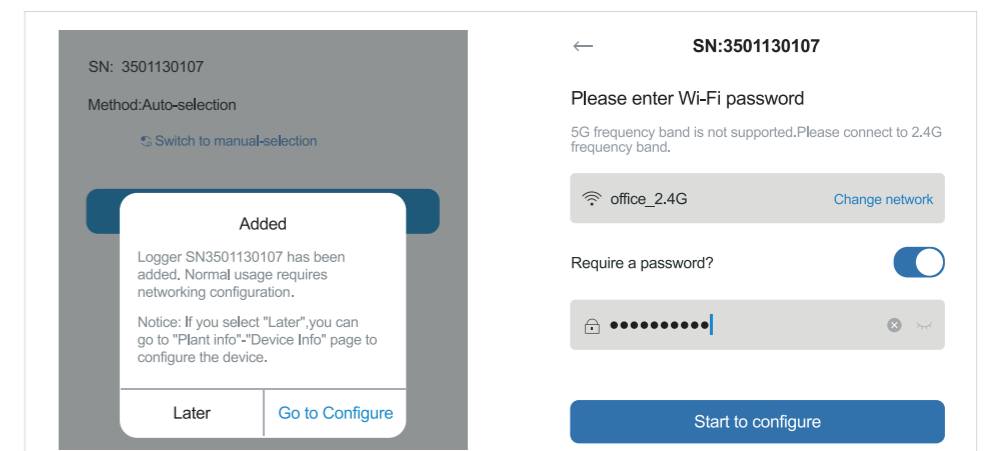 SN: 3501130107
Method:Auto-selection
Switch to manual-selection
Added
Logger SN3501130107 has been
added. Normal usage requires
networking configuration.
Notice: If you select "Later",you can
go to "Plant info"-"Device Info" page to
configure the device.
Later
Go to Configure
SN:3501130107
Please enter Wi-Fi password
5G frequency band is not supported.Please connect to 2.4G
frequency band.
office_2.4G
Change network
Require a password?
Start to configure